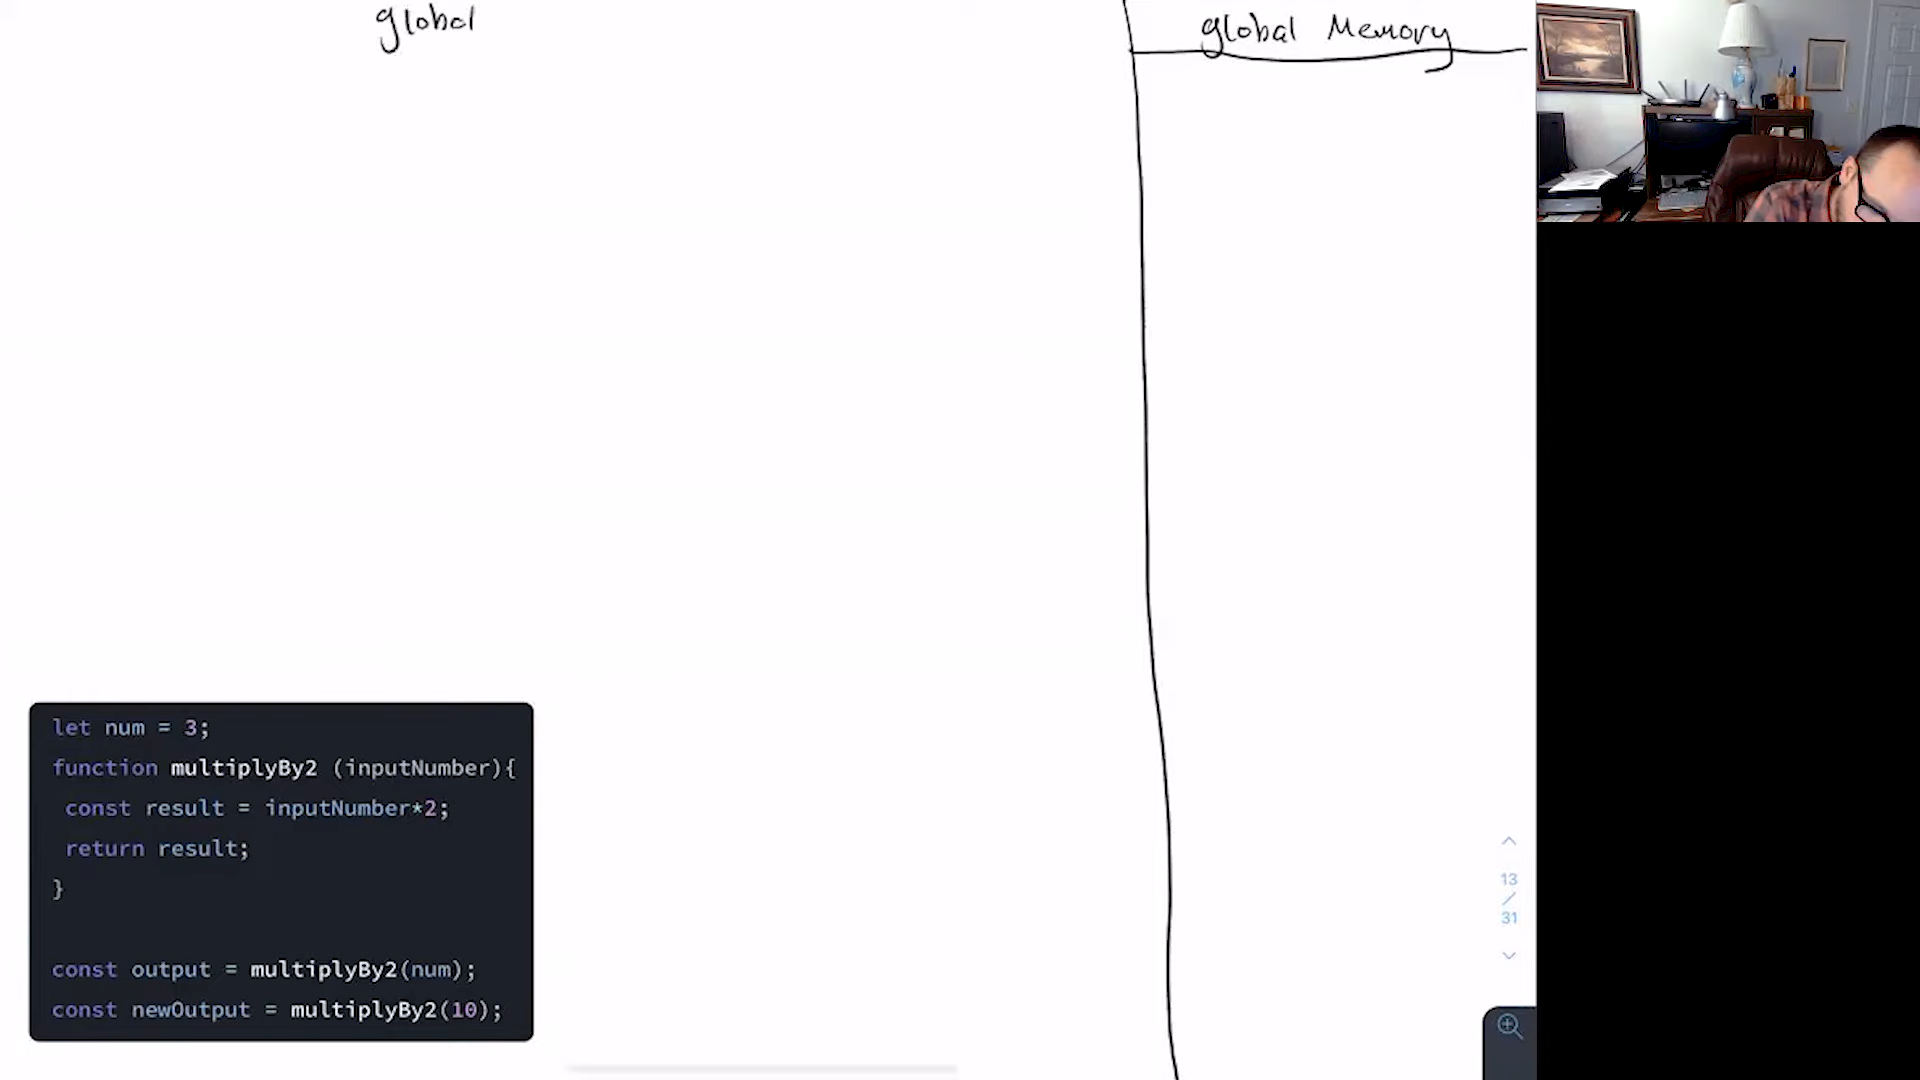 global
global Memory
let num = 3;
function multiplyBy2 (inputNumber){
const result = inputNumber*2;
return result;
}
const output = multiplyBy2(num);
const newOutput = multiplyBy2(10);
13
/
31